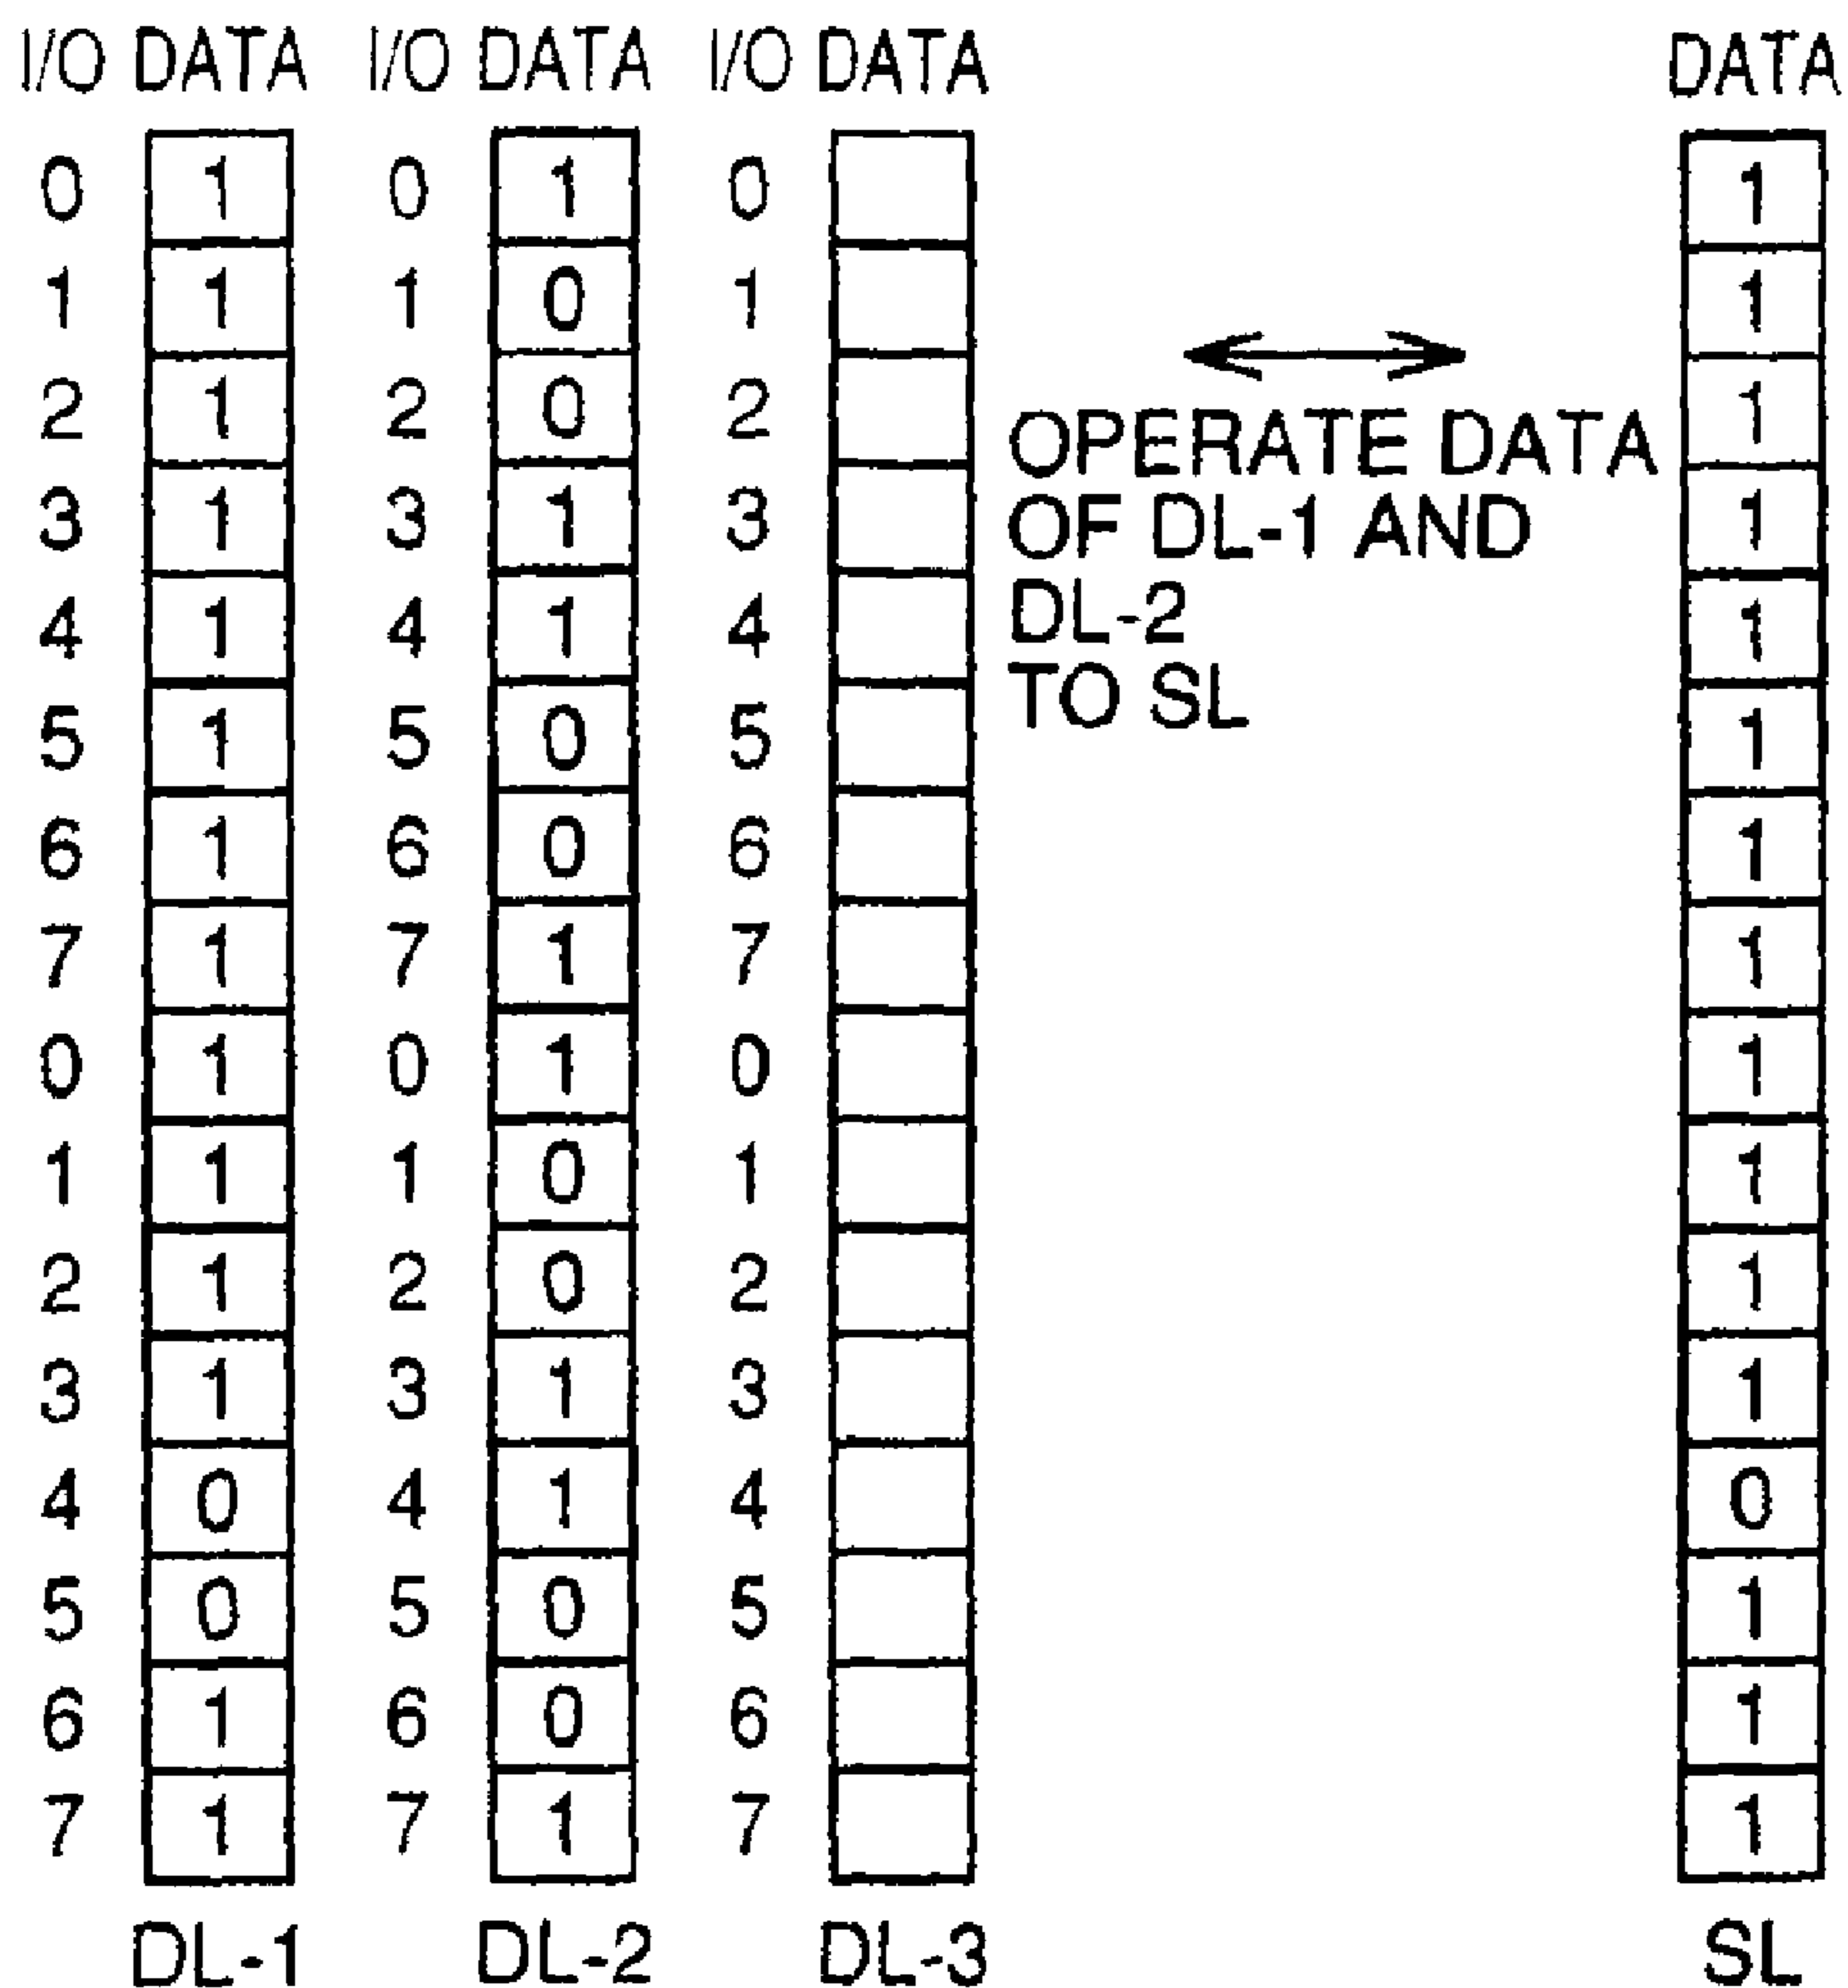 I/O DATA I/O DATA I/O DATA DATA
0 1 0 1 0 1
1 1 1 0 1 1
2 1 2 0 2 1
3 1 3 1 3 1
4 1 4 1 4 1
5 1 5 0 5 1
6 1 6 0 6 1
7 1 7 1 7 1
0 1 0 1 0 1
1 1 1 0 1 1
2 1 2 0 2 1
3 1 3 1 3 1
4 0 4 1 4 0
5 0 5 0 5 1
6 1 6 0 6 1
7 1 7 1 7 1
DL-1 DL-2 DL-3 SL
OPERATE DATA
OF DL-1 AND
DL-2
TO SL